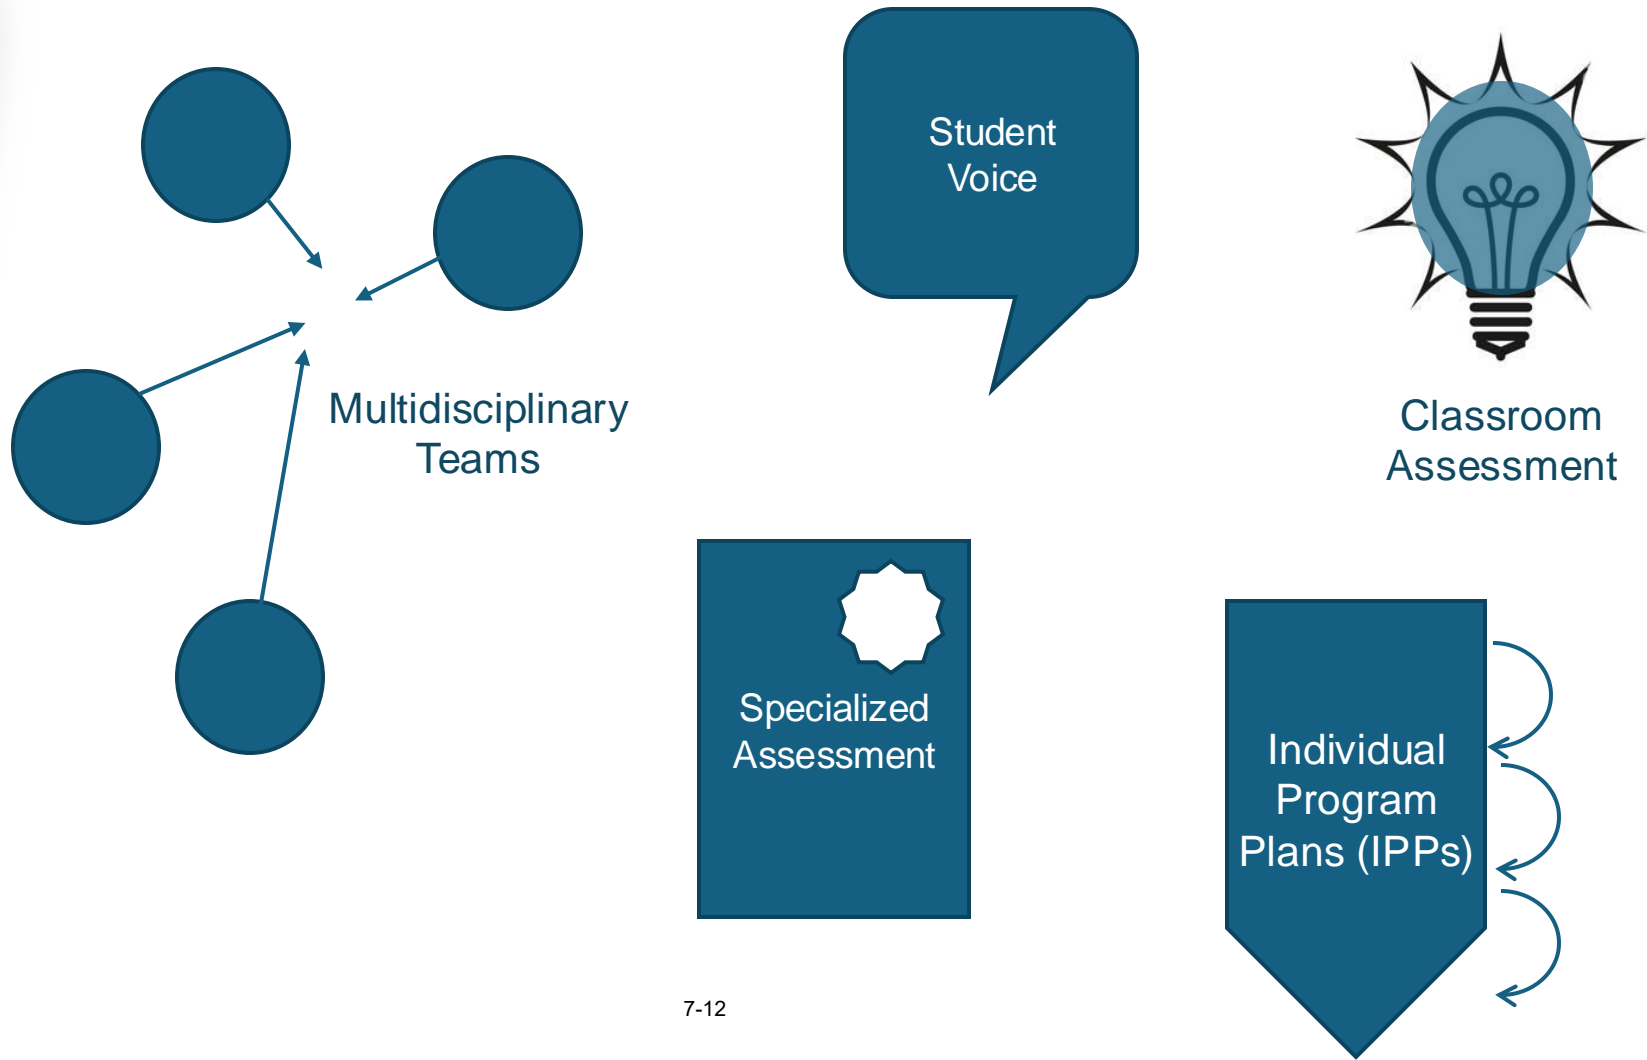 Student
Voice
Multidisciplinary
Teams
Classroom
Assessment
Specialized
Assessment
Individual
Program
Plans (IPPs)
7-12